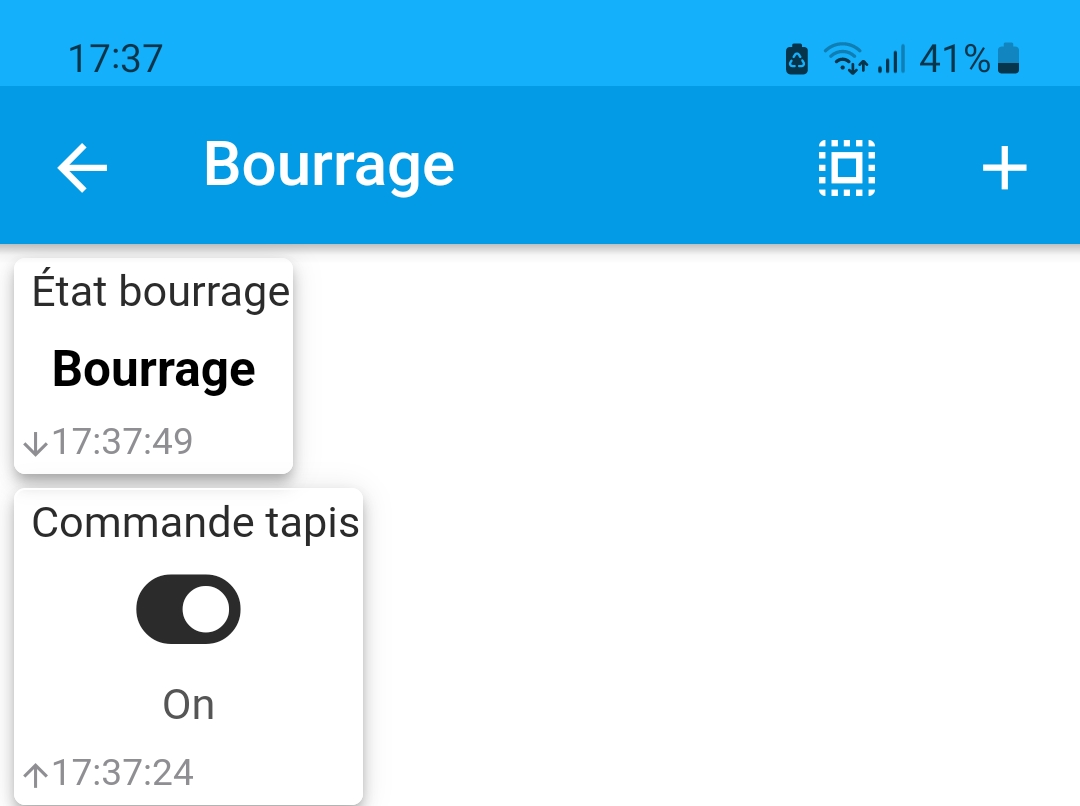 17:37 41%
Bourrage
État bourrage
Bourrage
↓17:37:49
Commande tapis
On
↑17:37:24